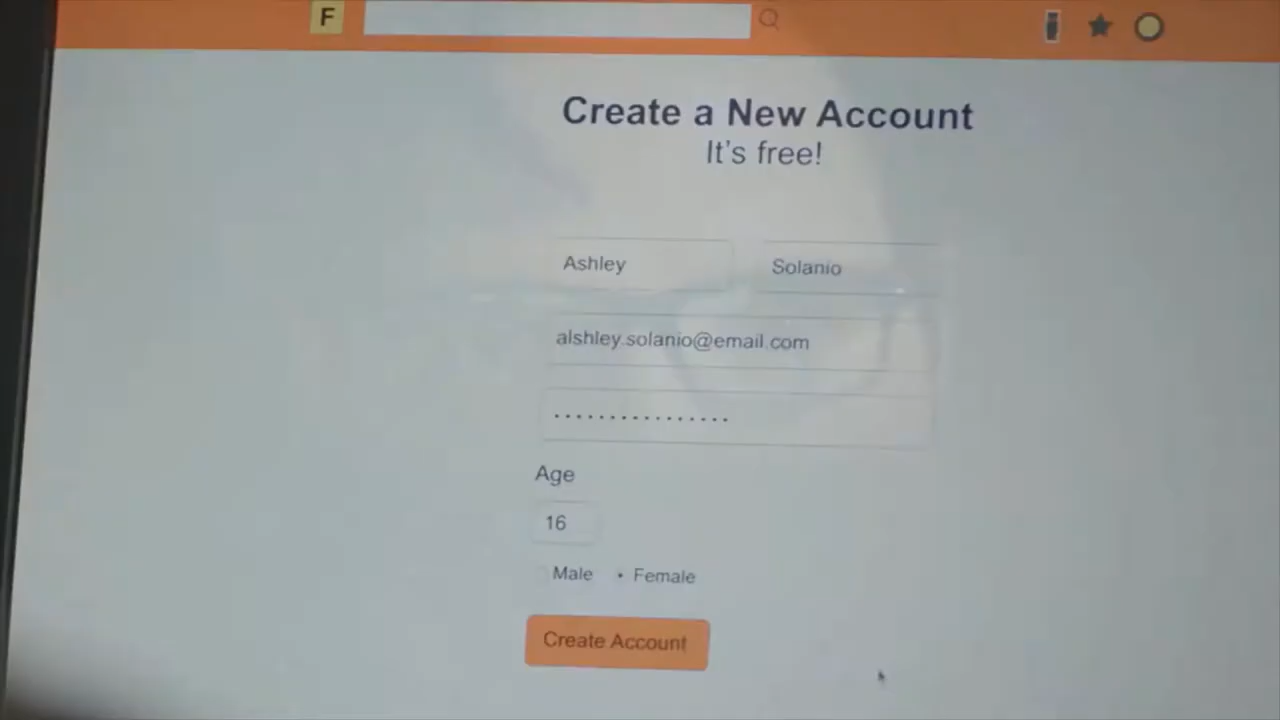 F
Create a New Account
It's free!
Ashley Solanio
alshley.solanio@email.com
................
Age
16
Male • Female
Create Account